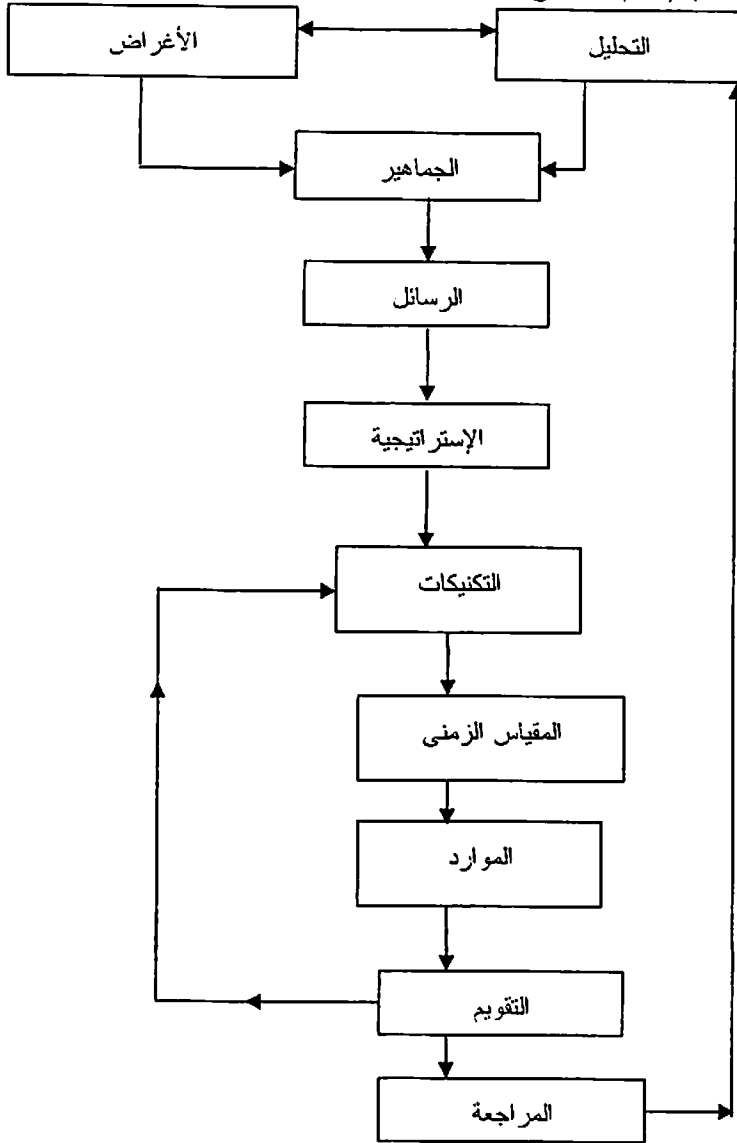 التحليل
الأغراض
الجماهير
الرسائل
الإستراتيجية
التكنيكات
المقياس الزمنى
الموارد
التقويم
المراجعة